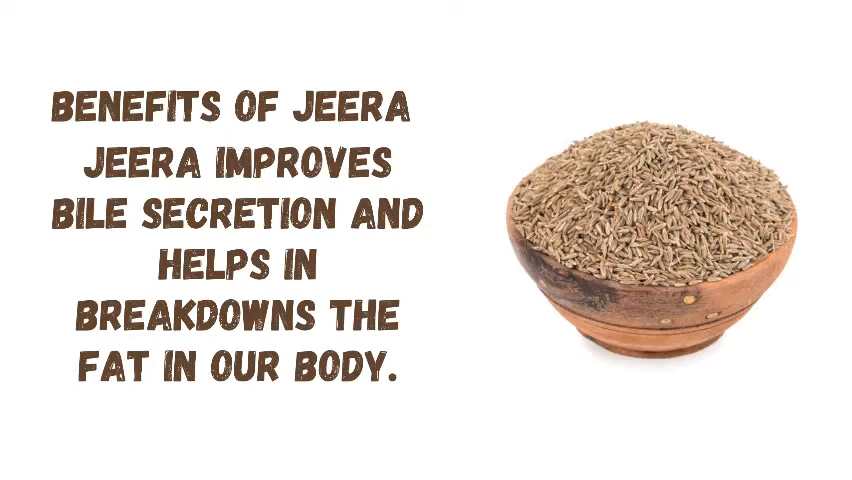 BENEFITS OF JEERA
JEERA IMPROVES
BILE SECRETION AND
HELPS IN
BREAKDOWNS THE
FAT IN OUR BODY.